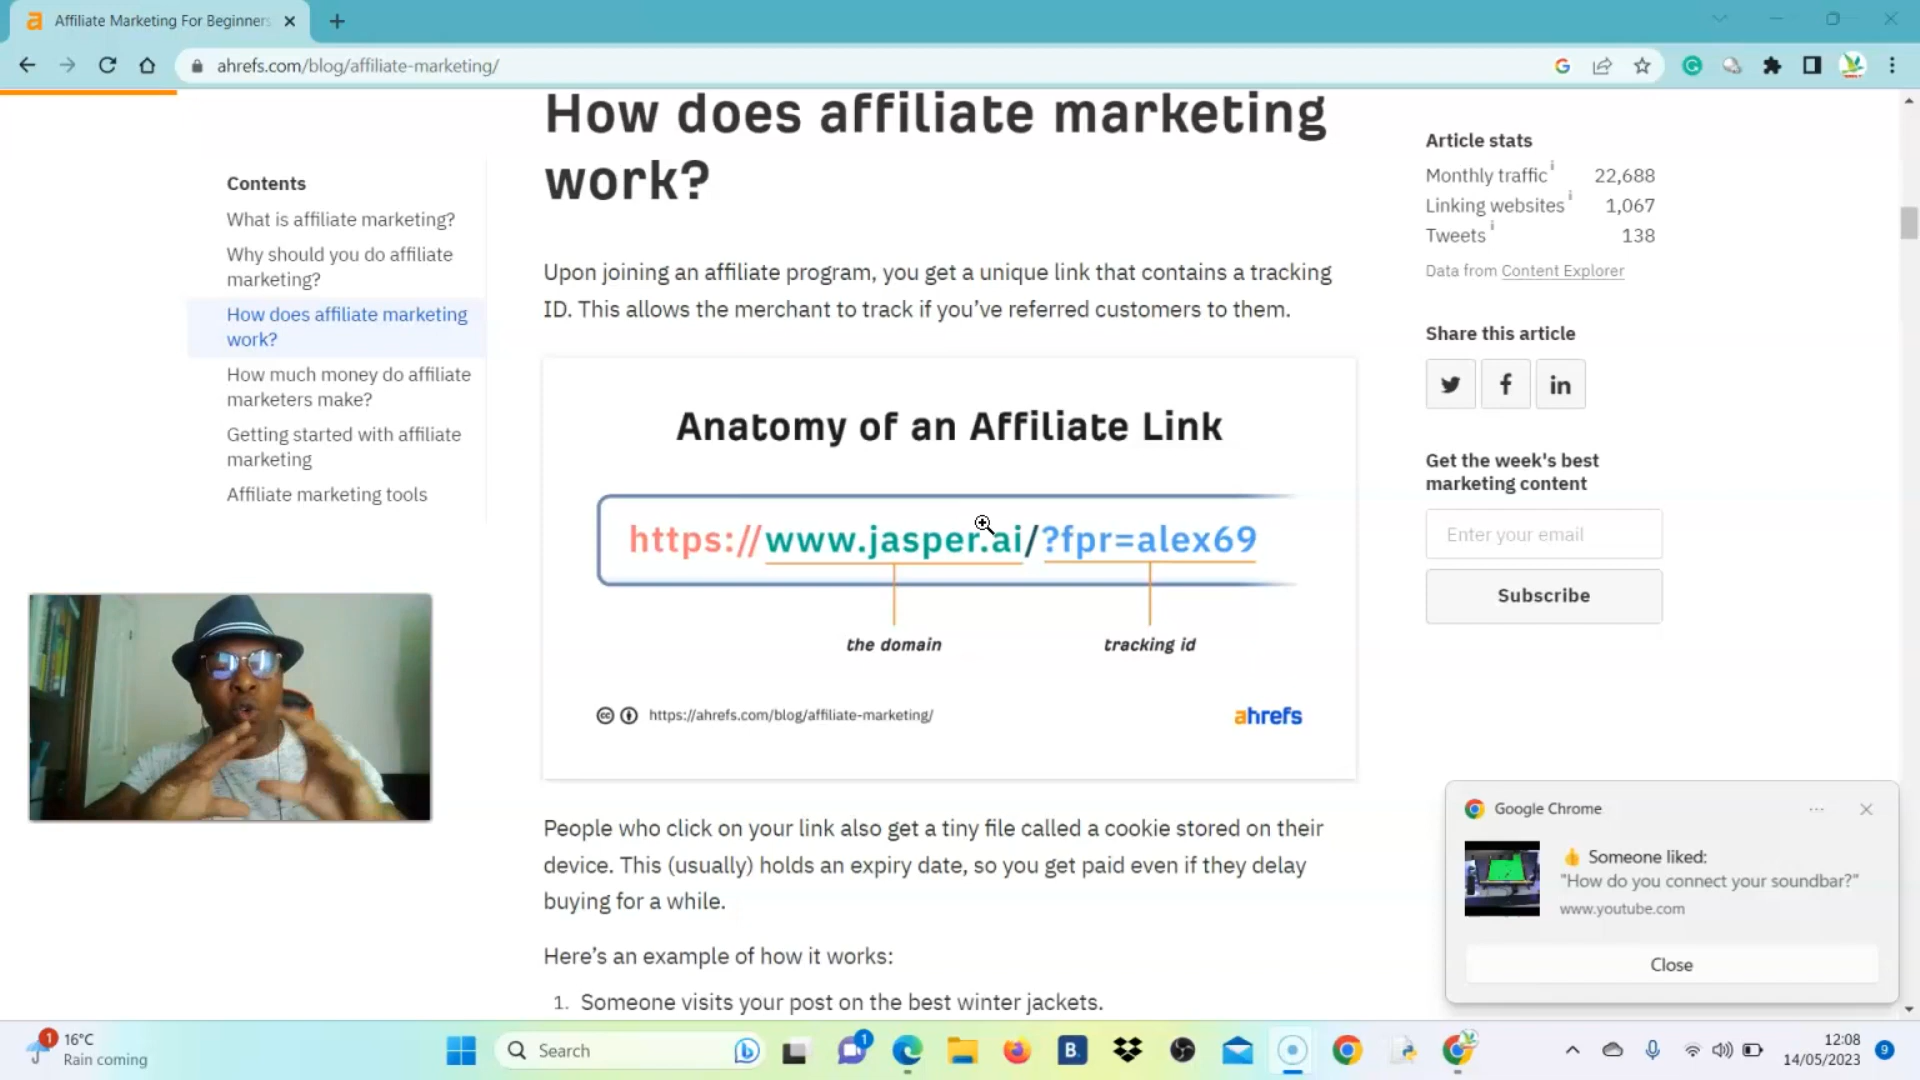 Affiliate Marketing For Beginners
ahrefs.com/blog/affiliate-marketing/
How does affiliate marketing
work?
Contents
What is affiliate marketing?
Why should you do affiliate
marketing?
How does affiliate marketing
work?
How much money do affiliate
marketers make?
Getting started with affiliate
marketing
Affiliate marketing tools
Upon joining an affiliate program, you get a unique link that contains a tracking
ID. This allows the merchant to track if you’ve referred customers to them.
Anatomy of an Affiliate Link
https://www.jasper.ai/?fpr=alex69
the domain
tracking id
https://ahrefs.com/blog/affiliate-marketing/
ahrefs
People who click on your link also get a tiny file called a cookie stored on their
device. This (usually) holds an expiry date, so you get paid even if they delay
buying for a while.
Here’s an example of how it works:
1. Someone visits your post on the best winter jackets.
Article stats
Monthly traffic i 22,688
Linking websites i 1,067
Tweets i 138
Data from Content Explorer
Share this article
Get the week's best
marketing content
Enter your email
Subscribe
Google Chrome
👍 Someone liked:
"How do you connect your soundbar?"
www.youtube.com
Close
1
16°C
Rain coming
Search
1
B.
12:08
14/05/2023
9